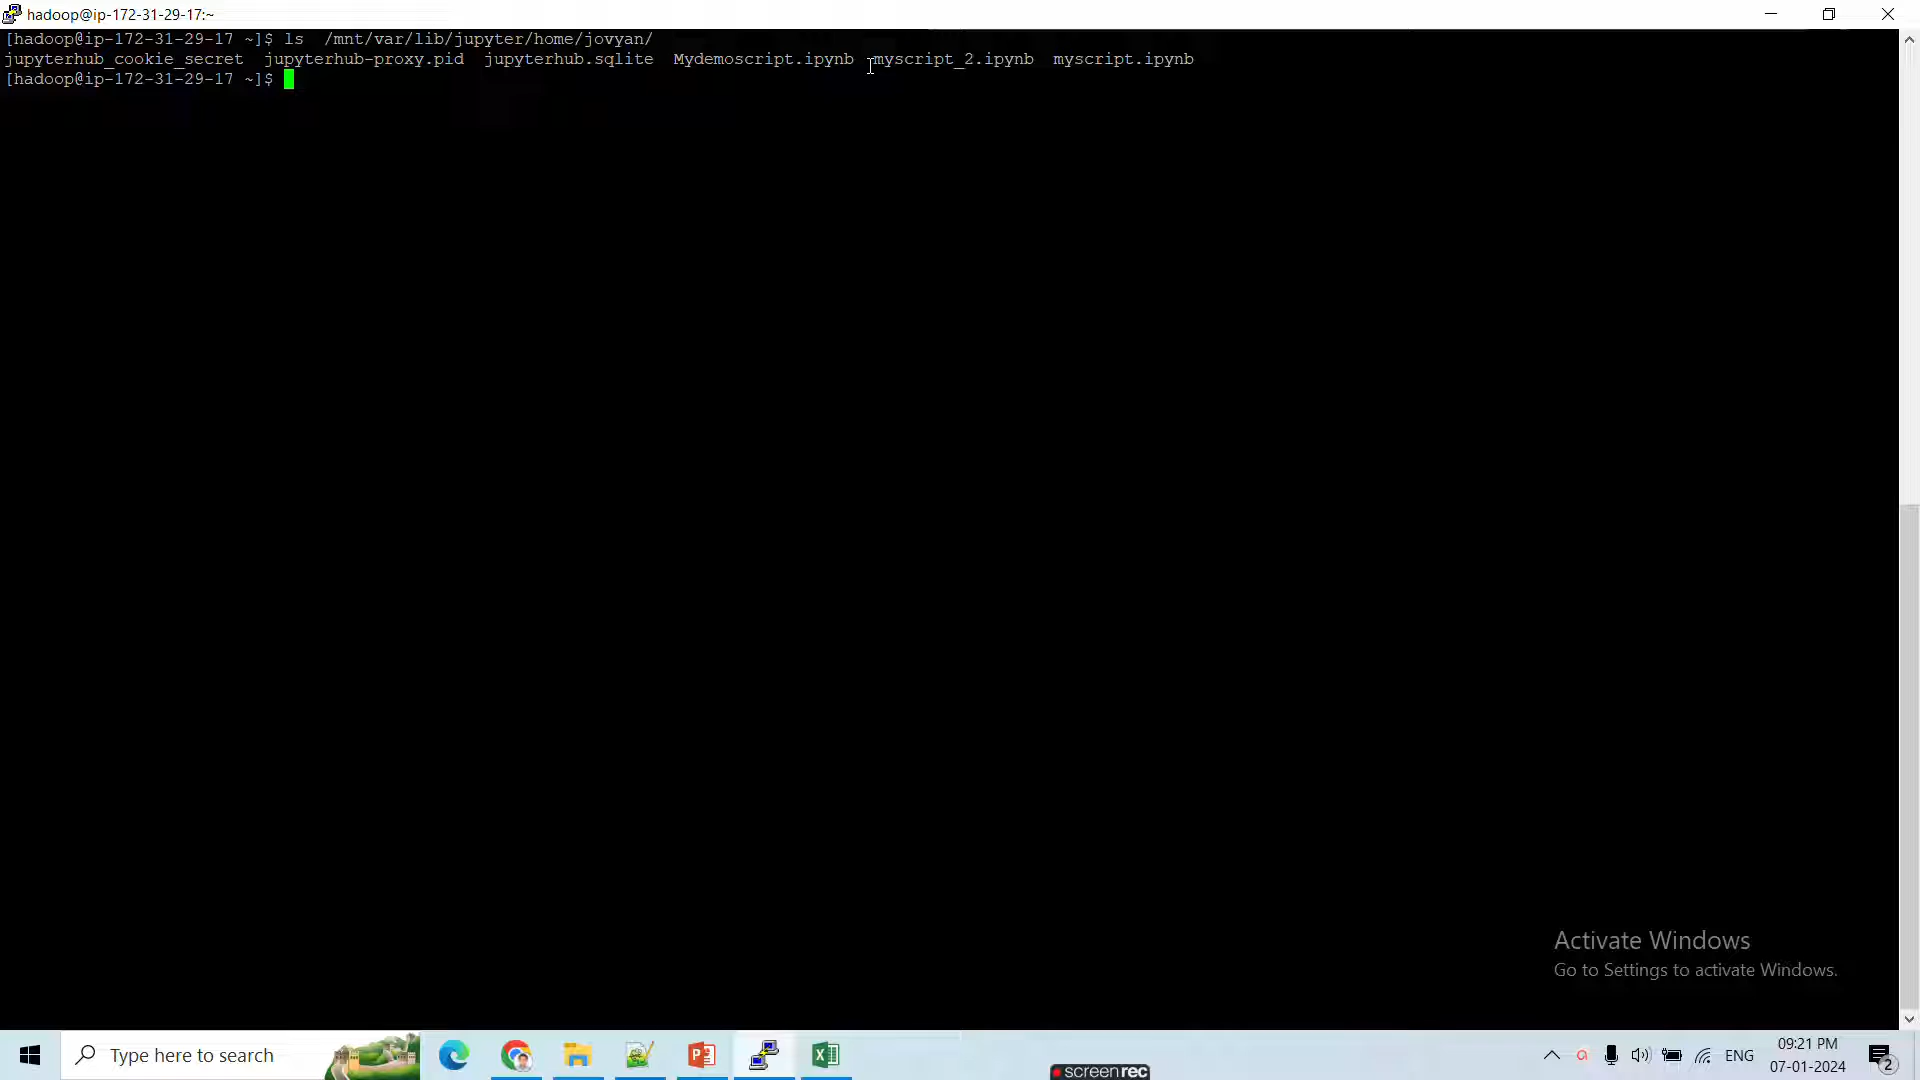 hadoop@ip-172-31-29-17:~
[hadoop@ip-172-31-29-17 ~]$ ls  /mnt/var/lib/jupyter/home/jovyan/
jupyterhub_cookie_secret  jupyterhub-proxy.pid  jupyterhub.sqlite  Mydemoscript.ipynb  myscript_2.ipynb  myscript.ipynb
[hadoop@ip-172-31-29-17 ~]$
Activate Windows
Go to Settings to activate Windows.
Type here to search
screenrec
ENG
09:21 PM
07-01-2024
2